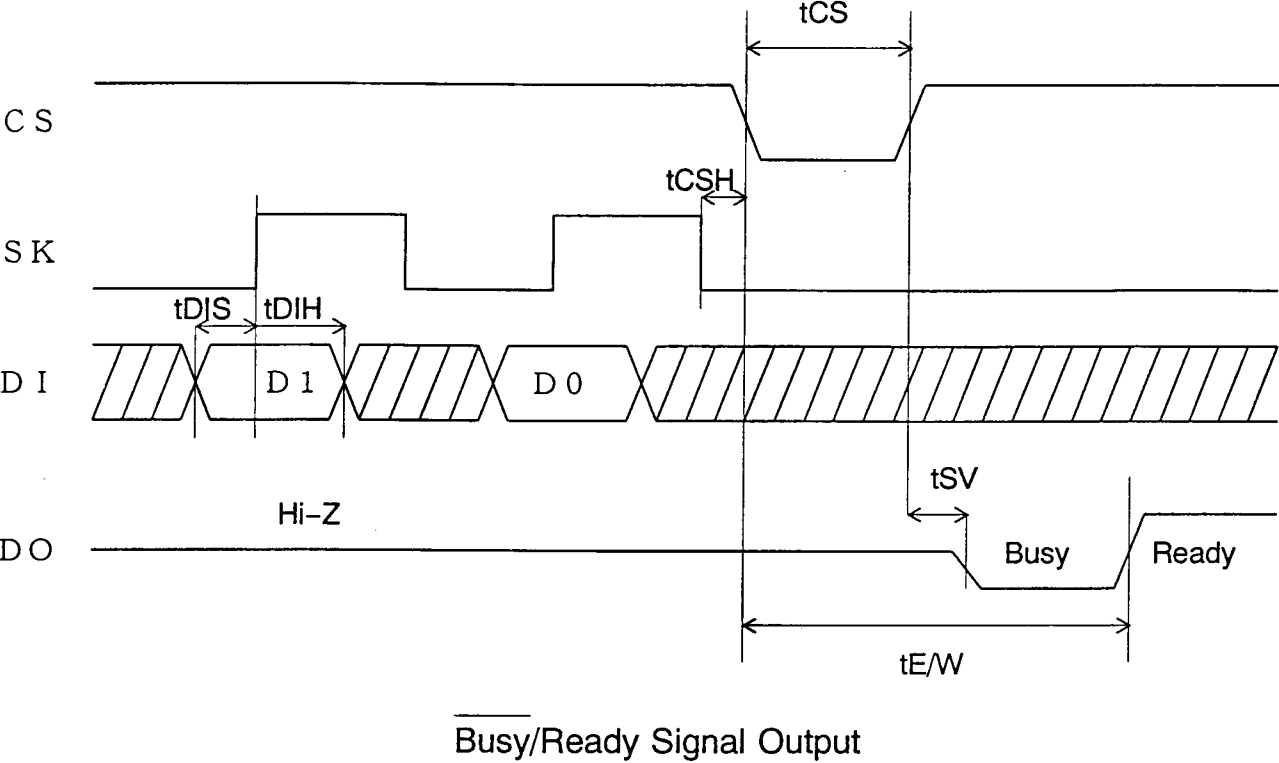 tCS
CS
tCSH
SK
tDIS tDIH
DI D1 D0
tSV
Hi-Z
DO Busy Ready
tE/W
Busy/Ready Signal Output